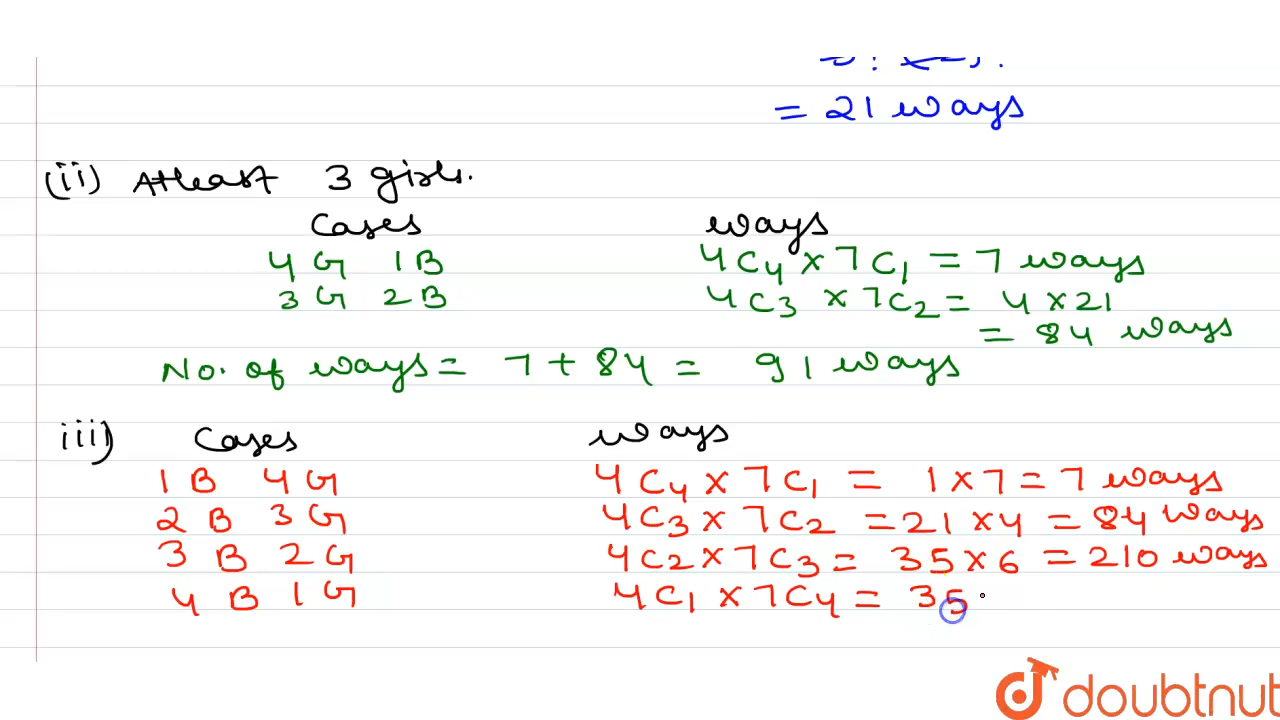 = 21 ways
(ii) Atleast 3 girls.
Cases ways
4 G 1 B 4C4 × 7C1 = 7 ways
3 G 2 B 4C3 × 7C2 = 4 × 21
= 84 ways
No. of ways = 7 + 84 = 91 ways
iii) Cases ways
1 B 4 G 4C4 × 7C1 = 1 × 7 = 7 ways
2 B 3 G 4C3 × 7C2 = 21 × 4 = 84 ways
3 B 2 G 4C2 × 7C3 = 35 × 6 = 210 ways
4 B 1 G 4C1 × 7C4 = 35
doubtnut